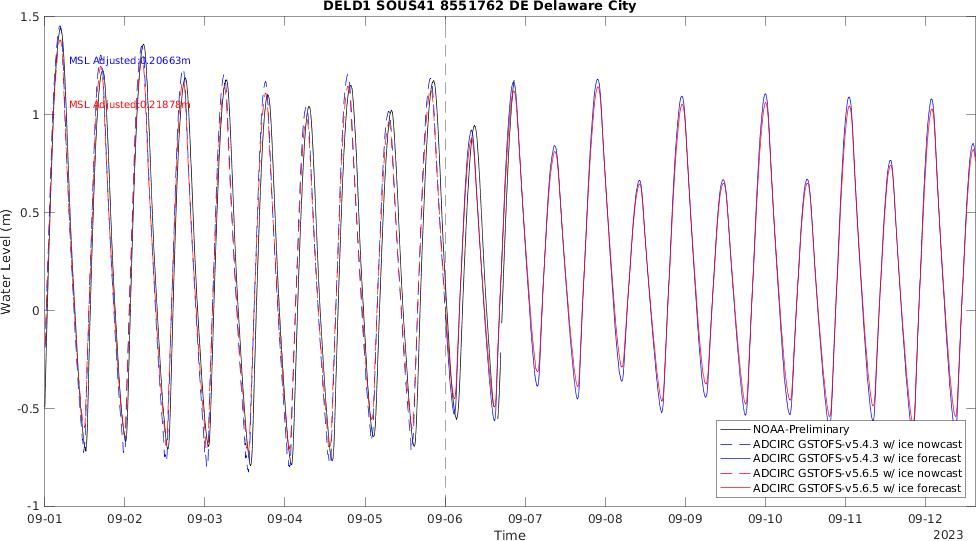 DELD1 SOUS41 8551762 DE Delaware City
Water Level (m)
1.5
1
0.5
0
-0.5
-1
MSL Adjusted:0.20663m
MSL Adjusted:0.21878m
NOAA-Preliminary
ADCIRC GSTOFS-v5.4.3 w/ ice nowcast
ADCIRC GSTOFS-v5.4.3 w/ ice forecast
ADCIRC GSTOFS-v5.6.5 w/ ice nowcast
ADCIRC GSTOFS-v5.6.5 w/ ice forecast
09-01 09-02 09-03 09-04 09-05 09-06 09-07 09-08 09-09 09-10 09-11 09-12
Time
2023